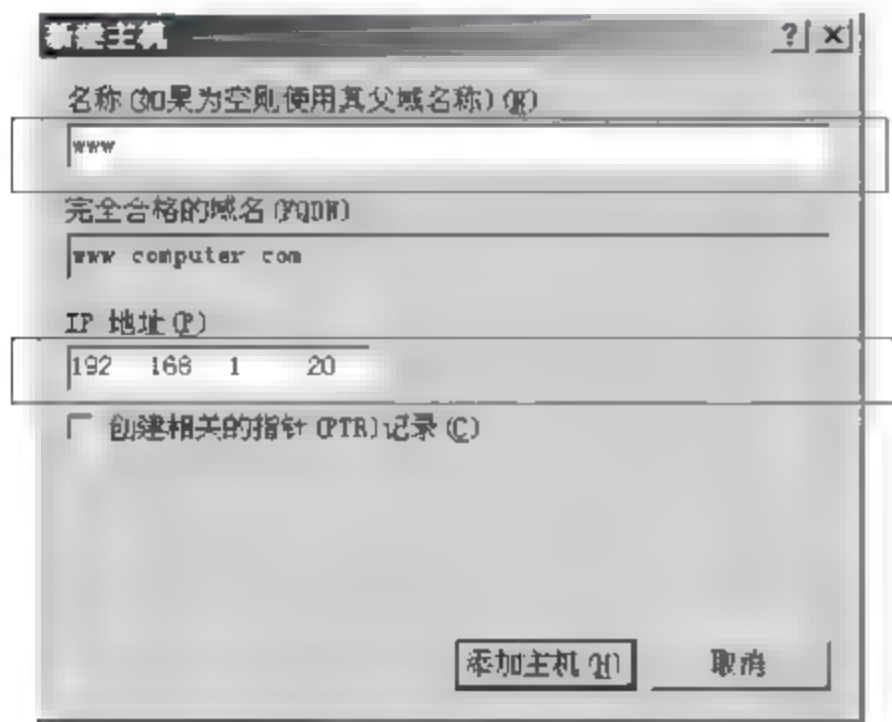 新建主机
名称(如果为空则使用其父域名称)(N)
www
完全合格的域名(FQDN)
www computer com
IP 地址(P)
192 168 1 20
创建相关的指针(PTR)记录(C)
添加主机(H)
取消